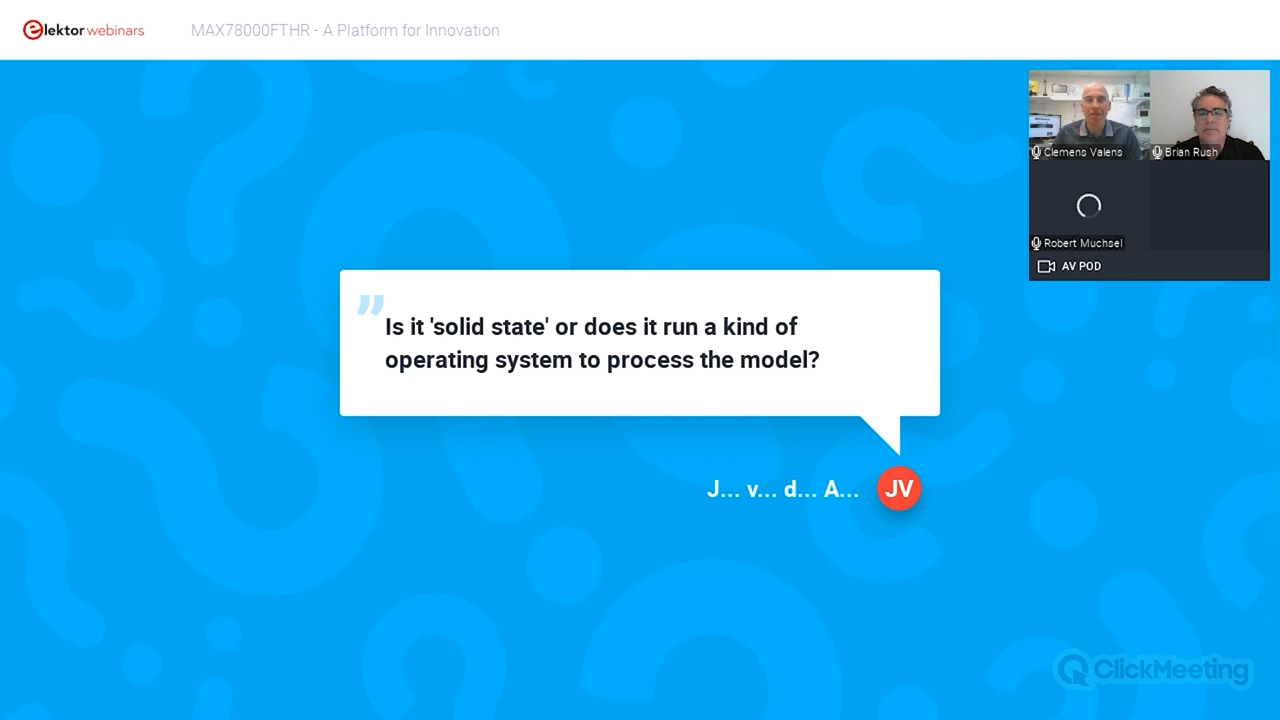 elektor webinars
MAX78000FTHR - A Platform for Innovation
Clemens Valens
Brian Rush
Robert Muchsel
AV POD
Is it 'solid state' or does it run a kind of
operating system to process the model?
J... v... d... A...
JV
ClickMeeting